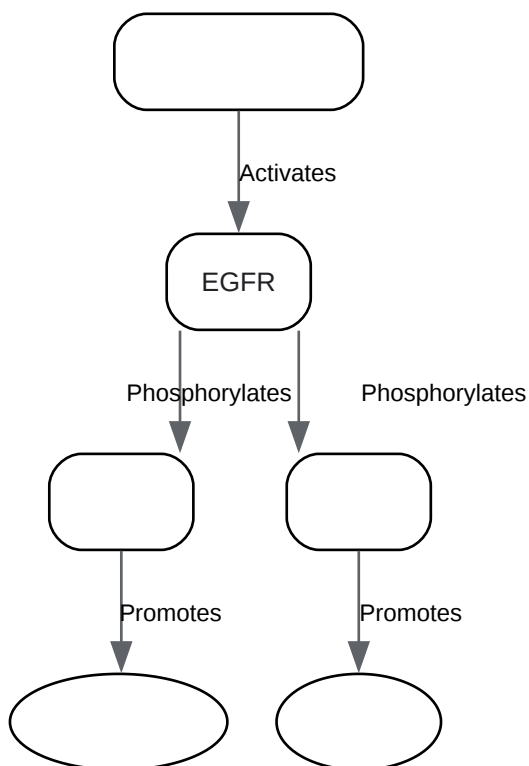 Activates
EGFR
Phosphorylates
Phosphorylates
Promotes
Promotes